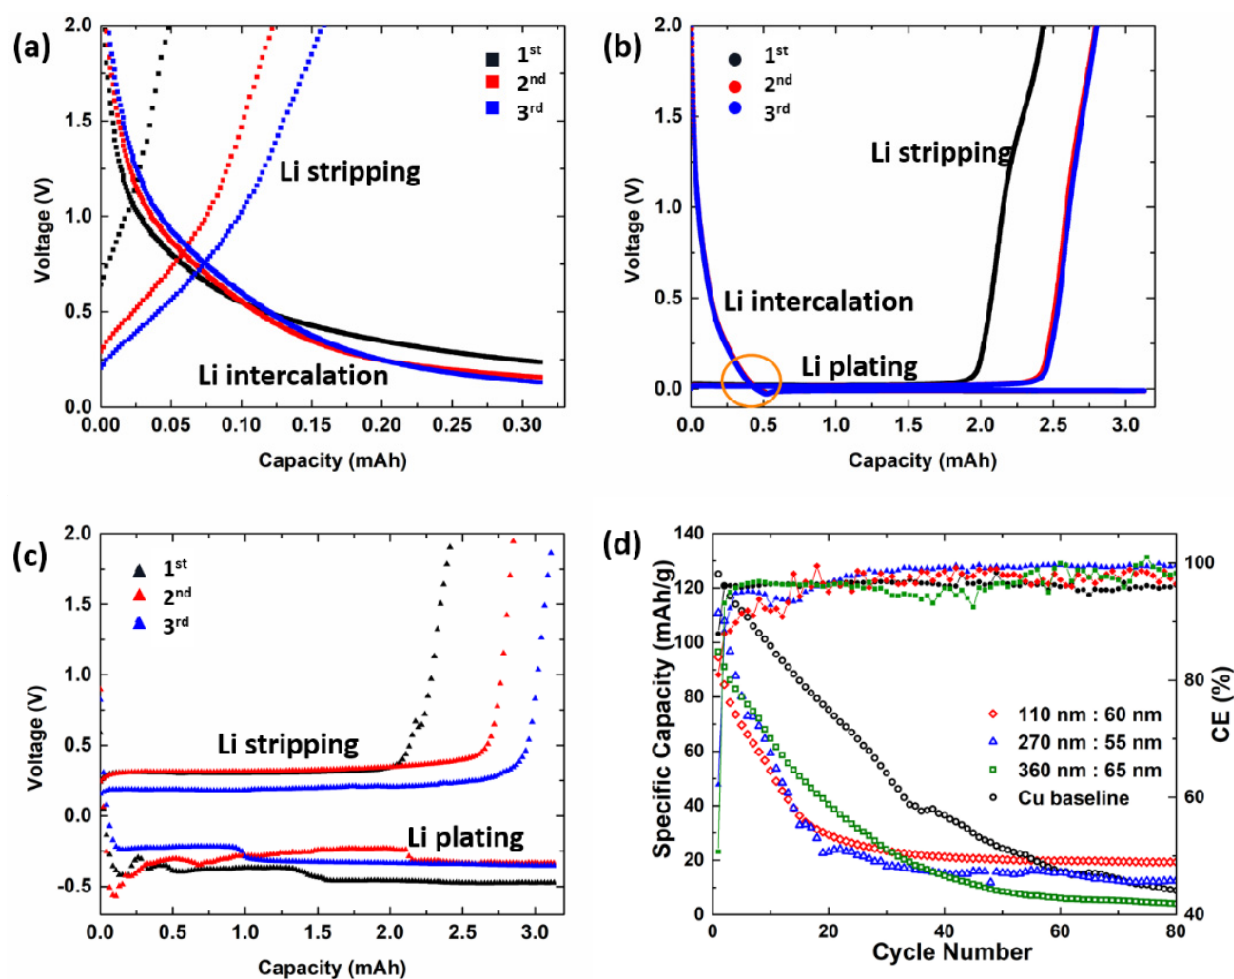 (a)
2.0
1.5
1.0
0.5
0.0
Voltage (V)
1st
2nd
3rd
Li stripping
Li intercalation
0.00 0.05 0.10 0.15 0.20 0.25 0.30
Capacity (mAh)
(b)
2.0
1.5
1.0
0.5
0.0
Voltage (V)
1st
2nd
3rd
Li stripping
Li intercalation
Li plating
0.0 0.5 1.0 1.5 2.0 2.5 3.0
Capacity (mAh)
(c)
2.0
1.5
1.0
0.5
0.0
-0.5
Voltage (V)
1st
2nd
3rd
Li stripping
Li plating
0.0 0.5 1.0 1.5 2.0 2.5 3.0
Capacity (mAh)
(d)
140
120
100
80
60
40
20
0
Specific Capacity (mAh/g)
100
80
60
40
CE (%)
110 nm : 60 nm
270 nm : 55 nm
360 nm : 65 nm
Cu baseline
0 20 40 60 80
Cycle Number